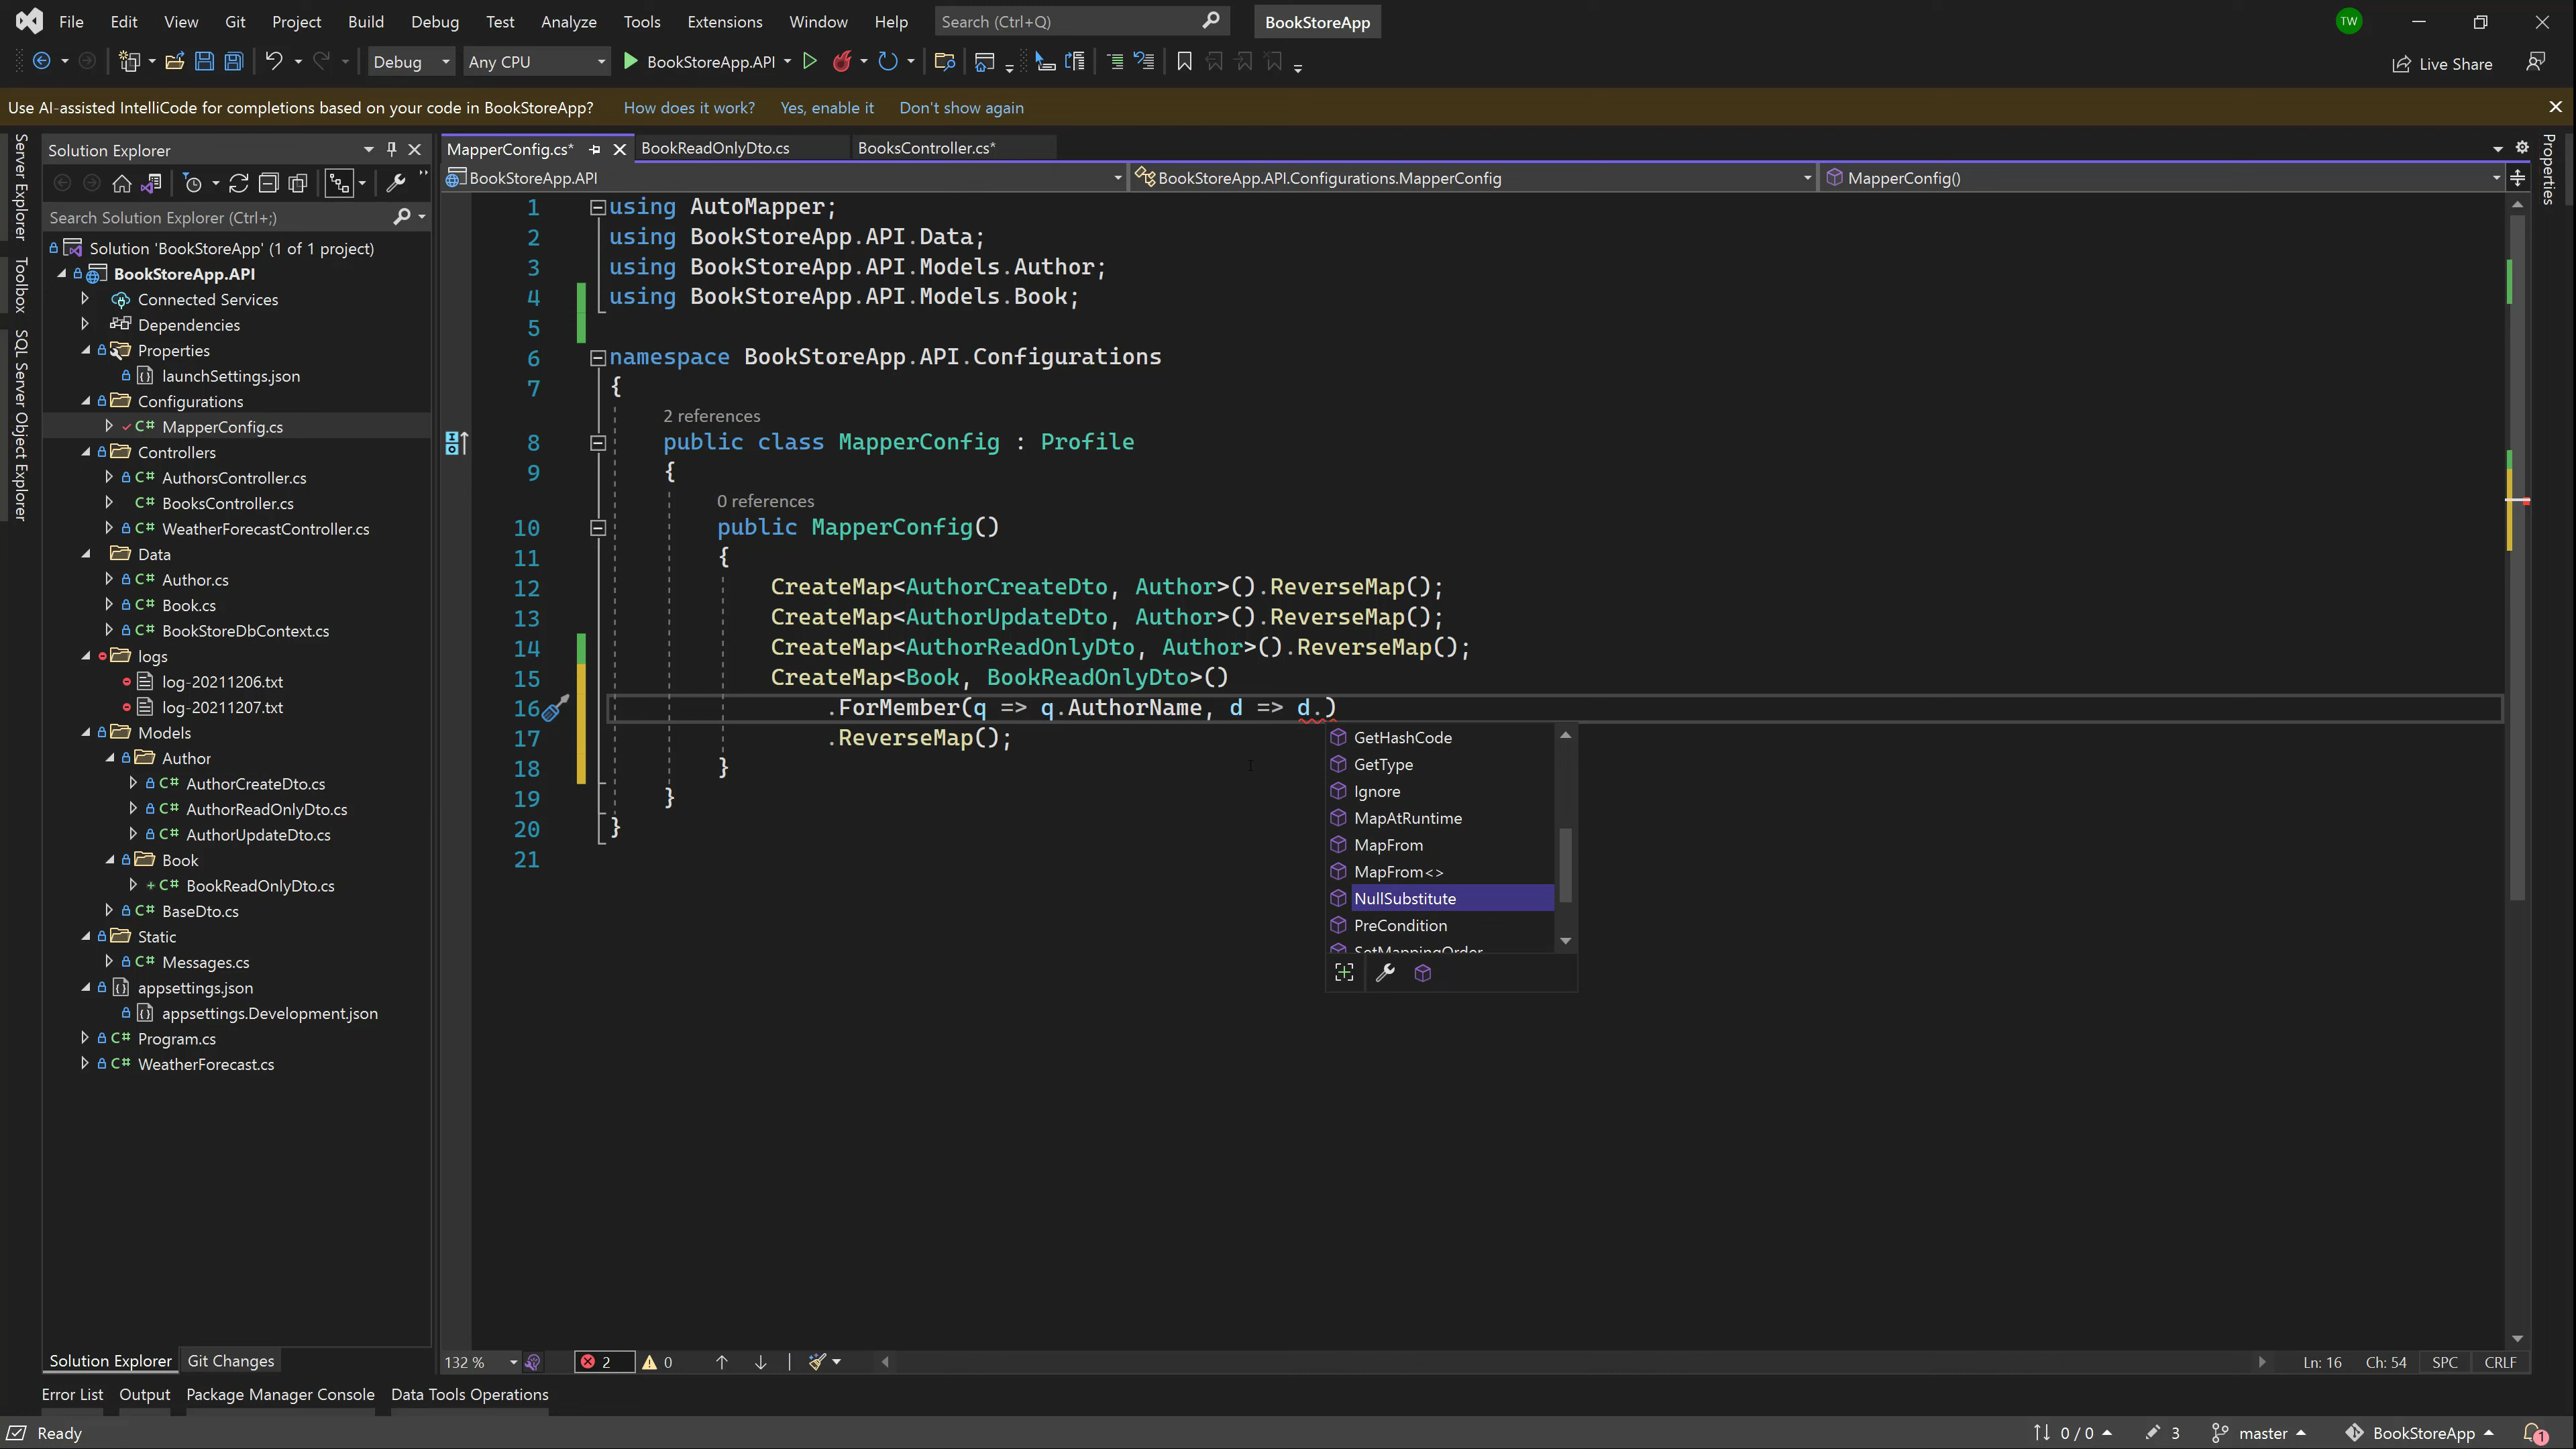 File Edit View Git Project Build Debug Test Analyze Tools Extensions Window Help Search (Ctrl+Q) BookStoreApp TW
Debug Any CPU BookStoreApp.API Live Share
Use AI-assisted IntelliCode for completions based on your code in BookStoreApp? How does it work? Yes, enable it Don't show again
Server Explorer
Toolbox
SQL Server Object Explorer
Solution Explorer
Search Solution Explorer (Ctrl+;)
Solution 'BookStoreApp' (1 of 1 project)
BookStoreApp.API
Connected Services
Dependencies
Properties
launchSettings.json
Configurations
MapperConfig.cs
Controllers
AuthorsController.cs
BooksController.cs
WeatherForecastController.cs
Data
Author.cs
Book.cs
BookStoreDbContext.cs
logs
log-20211206.txt
log-20211207.txt
Models
Author
AuthorCreateDto.cs
AuthorReadOnlyDto.cs
AuthorUpdateDto.cs
Book
BookReadOnlyDto.cs
BaseDto.cs
Static
Messages.cs
appsettings.json
appsettings.Development.json
Program.cs
WeatherForecast.cs
Solution Explorer Git Changes
MapperConfig.cs* BookReadOnlyDto.cs BooksController.cs*
BookStoreApp.API BookStoreApp.API.Configurations.MapperConfig MapperConfig()
1 using AutoMapper;
2 using BookStoreApp.API.Data;
3 using BookStoreApp.API.Models.Author;
4 using BookStoreApp.API.Models.Book;
5
6 namespace BookStoreApp.API.Configurations
7 {
2 references
8 public class MapperConfig : Profile
9 {
0 references
10 public MapperConfig()
11 {
12 CreateMap<AuthorCreateDto, Author>().ReverseMap();
13 CreateMap<AuthorUpdateDto, Author>().ReverseMap();
14 CreateMap<AuthorReadOnlyDto, Author>().ReverseMap();
15 CreateMap<Book, BookReadOnlyDto>()
16 .ForMember(q => q.AuthorName, d => d.)
17 .ReverseMap();
18 }
19 }
20 }
21
GetHashCode
GetType
Ignore
MapAtRuntime
MapFrom
MapFrom<>
NullSubstitute
PreCondition
SetMappingOrder
Properties
132 % 2 0 Ln: 16 Ch: 54 SPC CRLF
Error List Output Package Manager Console Data Tools Operations
Ready 0 / 0 3 master BookStoreApp 1